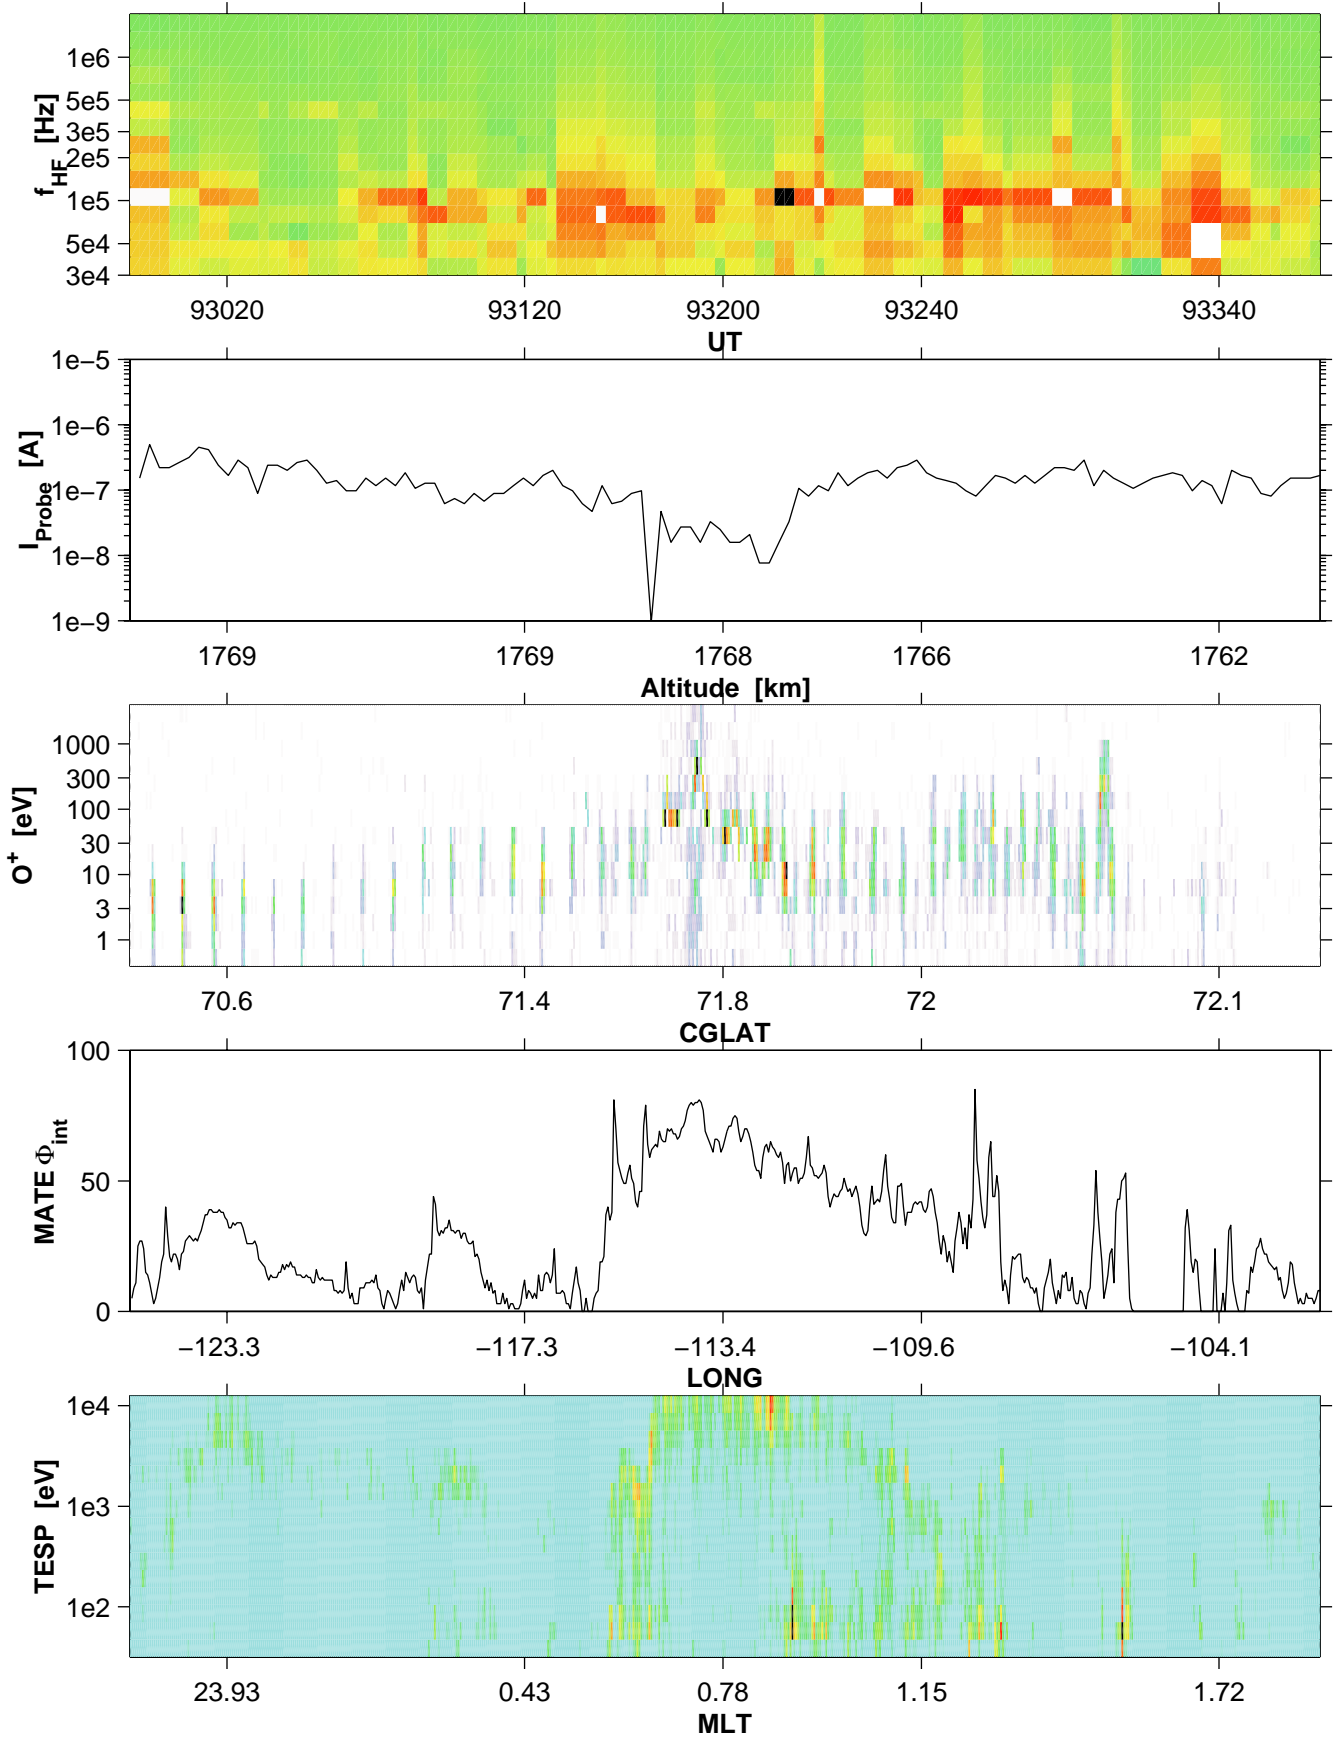 f_HF [Hz]
1e6
5e5
3e5
2e5
1e5
5e4
3e4
93020 93120 93200 93240 93340
UT
I_Probe [A]
1e−5
1e−6
1e−7
1e−8
1e−9
1769 1769 1768 1766 1762
Altitude [km]
O⁺ [eV]
1000
300
100
30
10
3
1
70.6 71.4 71.8 72 72.1
CGLAT
MATE Φ_int
100
50
0
−123.3 −117.3 −113.4 −109.6 −104.1
LONG
TESP [eV]
1e4
1e3
1e2
23.93 0.43 0.78 1.15 1.72
MLT